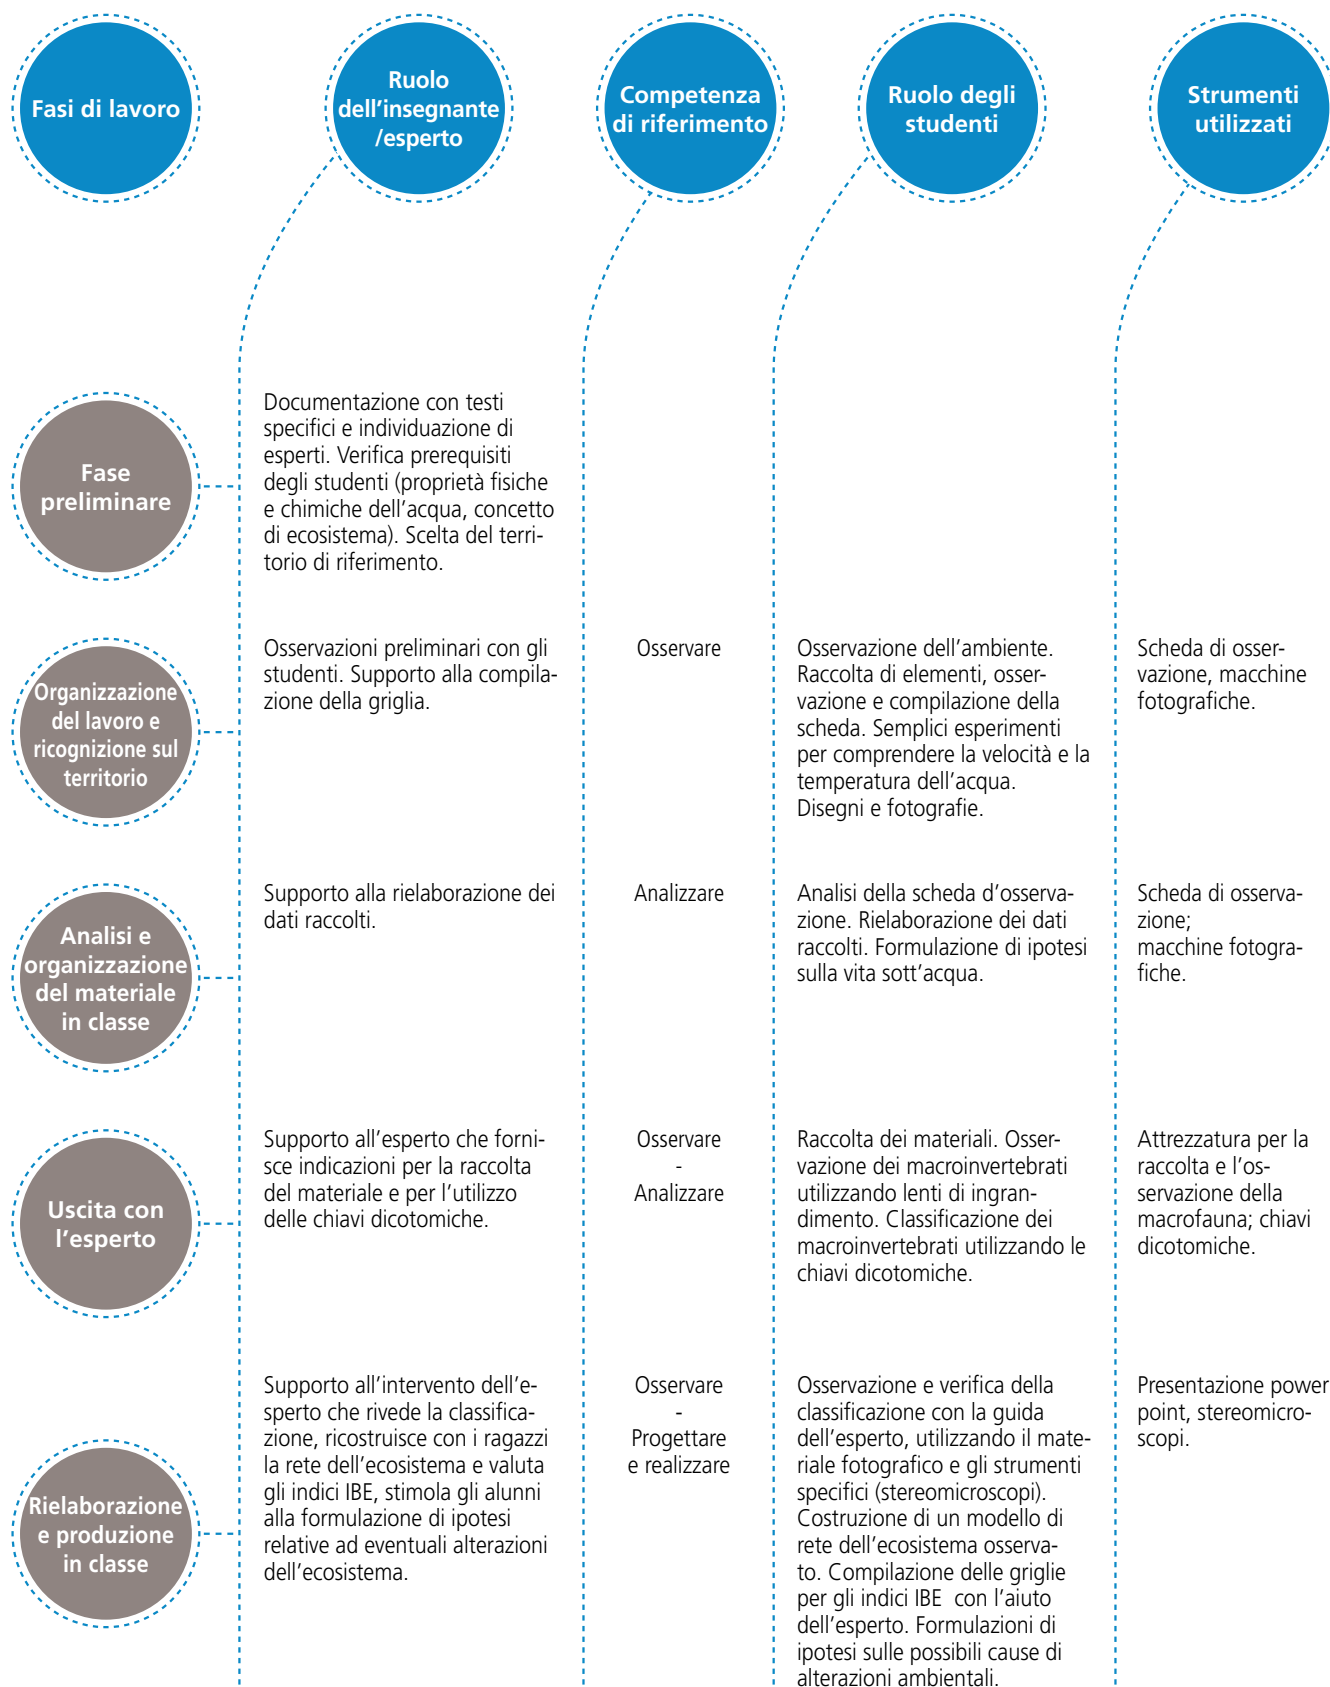 Fasi di lavoro
Ruolo
dell’insegnante
/esperto
Competenza
di riferimento
Ruolo degli
studenti
Strumenti
utilizzati
Fase
preliminare
Documentazione con testi
specifici e individuazione di
esperti. Verifica prerequisiti
degli studenti (proprietà fisiche
e chimiche dell’acqua, concetto
di ecosistema). Scelta del terri-
torio di riferimento.
Organizzazione
del lavoro e
ricognizione sul
territorio
Osservazioni preliminari con gli
studenti. Supporto alla compila-
zione della griglia.
Osservare
Osservazione dell’ambiente.
Raccolta di elementi, osser-
vazione e compilazione della
scheda. Semplici esperimenti
per comprendere la velocità e la
temperatura dell’acqua.
Disegni e fotografie.
Scheda di osser-
vazione, macchine
fotografiche.
Analisi e
organizzazione
del materiale
in classe
Supporto alla rielaborazione dei
dati raccolti.
Analizzare
Analisi della scheda d’osserva-
zione. Rielaborazione dei dati
raccolti. Formulazione di ipotesi
sulla vita sott’acqua.
Scheda di osserva-
zione;
macchine fotogra-
fiche.
Uscita con
l’esperto
Supporto all’esperto che forni-
sce indicazioni per la raccolta
del materiale e per l’utilizzo
delle chiavi dicotomiche.
Osservare
-
Analizzare
Raccolta dei materiali. Osser-
vazione dei macroinvertebrati
utilizzando lenti di ingran-
dimento. Classificazione dei
macroinvertebrati utilizzando le
chiavi dicotomiche.
Attrezzatura per la
raccolta e l’os-
servazione della
macrofauna; chiavi
dicotomiche.
Rielaborazione
e produzione
in classe
Supporto all’intervento dell’e-
sperto che rivede la classifica-
zione, ricostruisce con i ragazzi
la rete dell’ecosistema e valuta
gli indici IBE, stimola gli alunni
alla formulazione di ipotesi
relative ad eventuali alterazioni
dell’ecosistema.
Osservare
-
Progettare
e realizzare
Osservazione e verifica della
classificazione con la guida
dell’esperto, utilizzando il mate-
riale fotografico e gli strumenti
specifici (stereomicroscopi).
Costruzione di un modello di
rete dell’ecosistema osserva-
to. Compilazione delle griglie
per gli indici IBE con l’aiuto
dell’esperto. Formulazioni di
ipotesi sulle possibili cause di
alterazioni ambientali.
Presentazione power
point, stereomicro-
scopi.